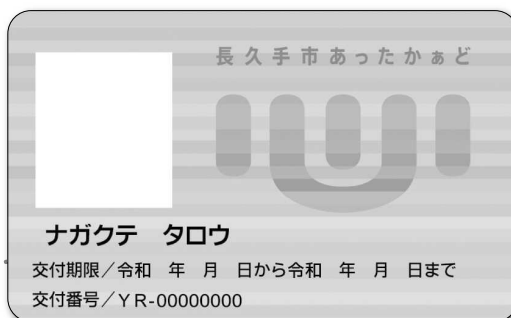 長久手市あったかぁど
ナガクテ　タロウ
交付期限／令和　年　月　日から令和　年　月　日まで
交付番号／YR-00000000